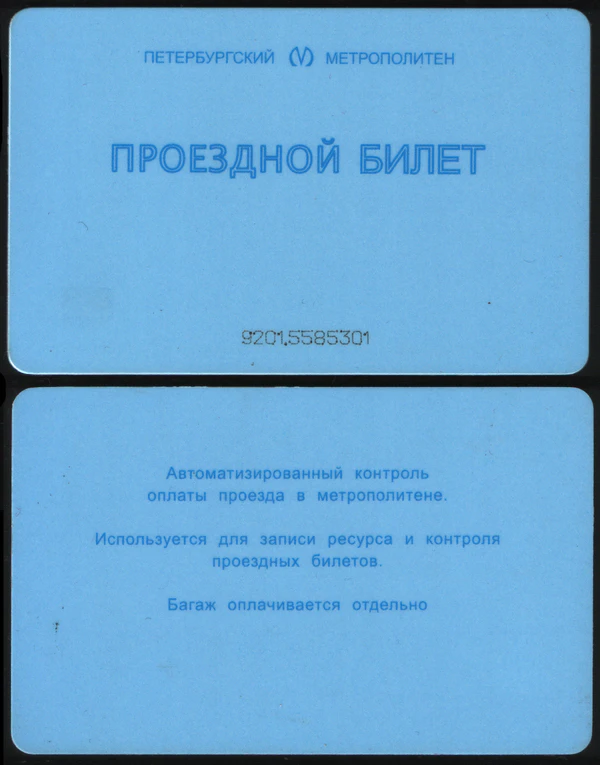 ПЕТЕРБУРГСКИЙ МЕТРОПОЛИТЕН
ПРОЕЗДНОЙ БИЛЕТ
9201.5585301
Автоматизированный контроль
оплаты проезда в метрополитене.
Используется для записи ресурса и контроля
проездных билетов.
Багаж оплачивается отдельно